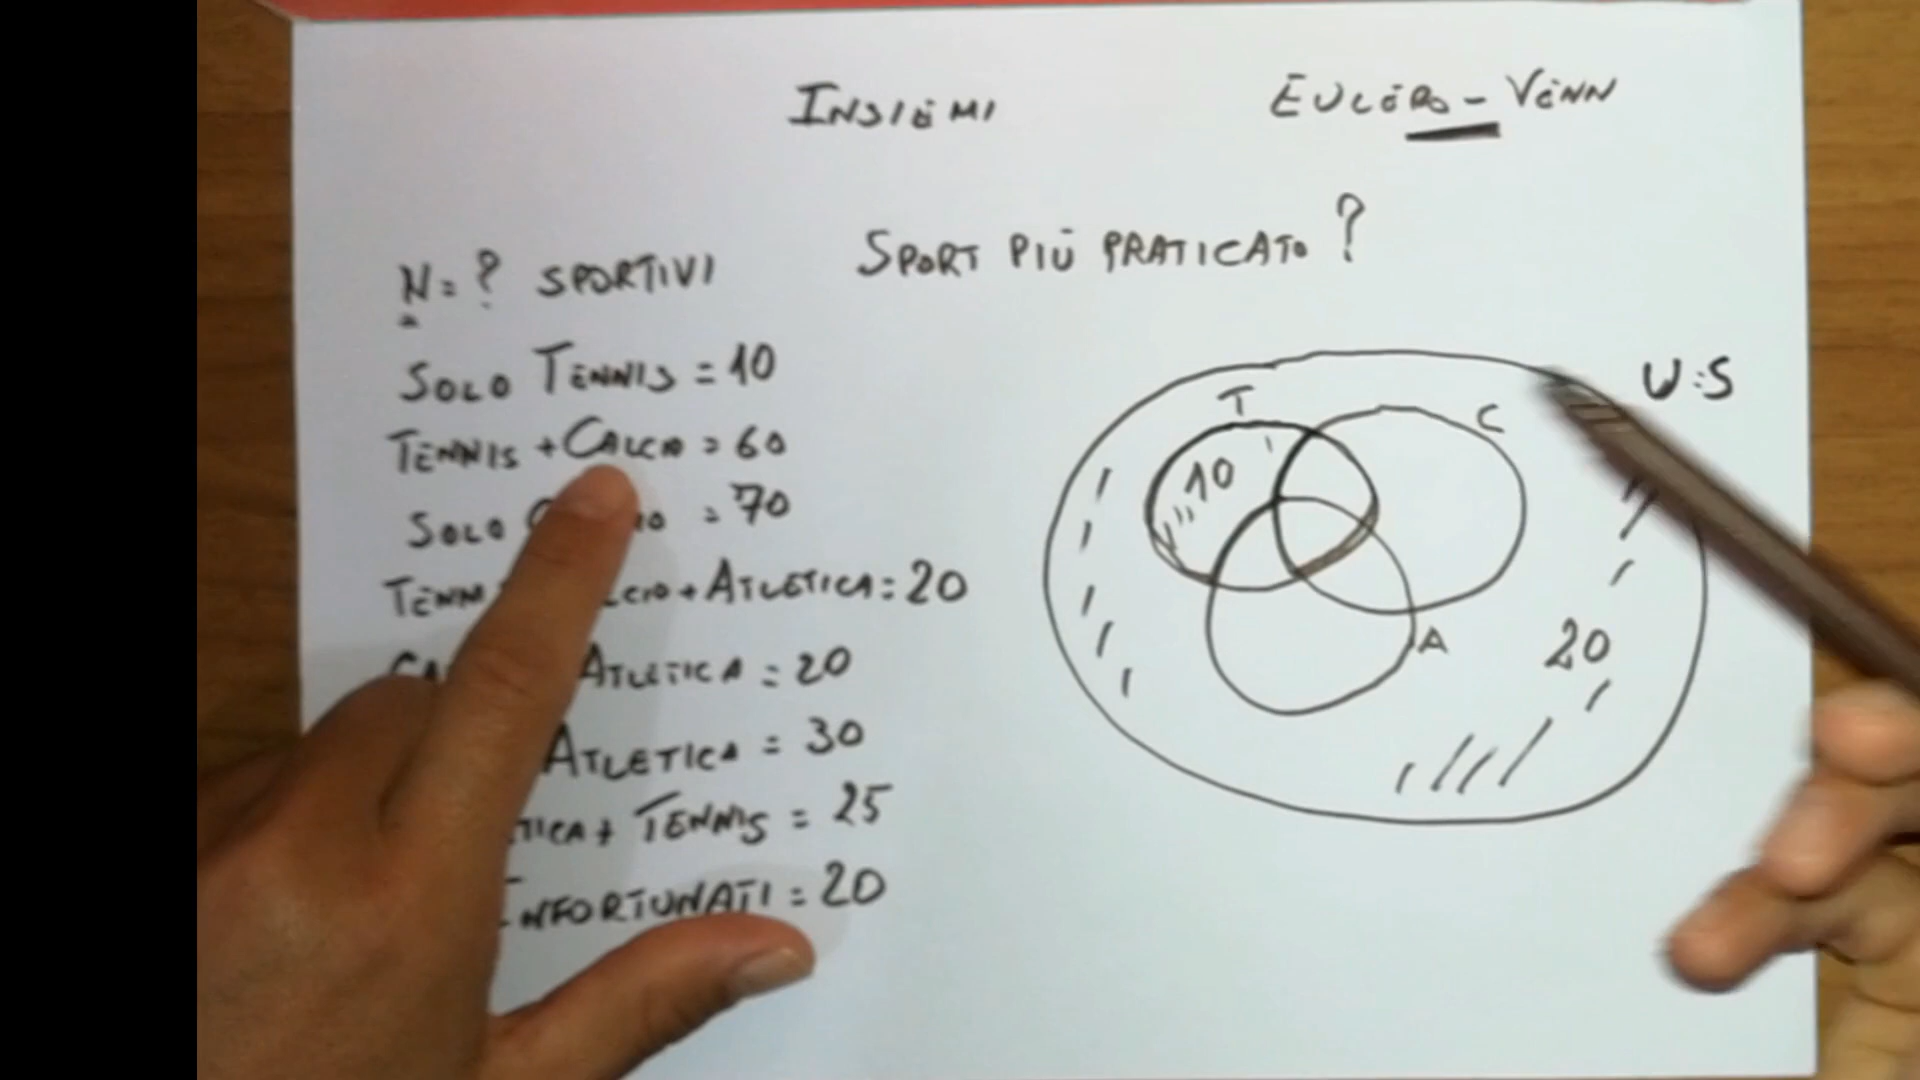 INSIEMI
EULERO - VENN
SPORT PIÙ PRATICATO ?
N = ? SPORTIVI
SOLO TENNIS = 10
TENNIS + CALCIO = 60
SOLO = 70
+ ATLETICA = 20
ATLETICA = 20
ATLETICA = 30
+ TENNIS = 25
INFORTUNATI = 20
U = S
T
C
10
A
20